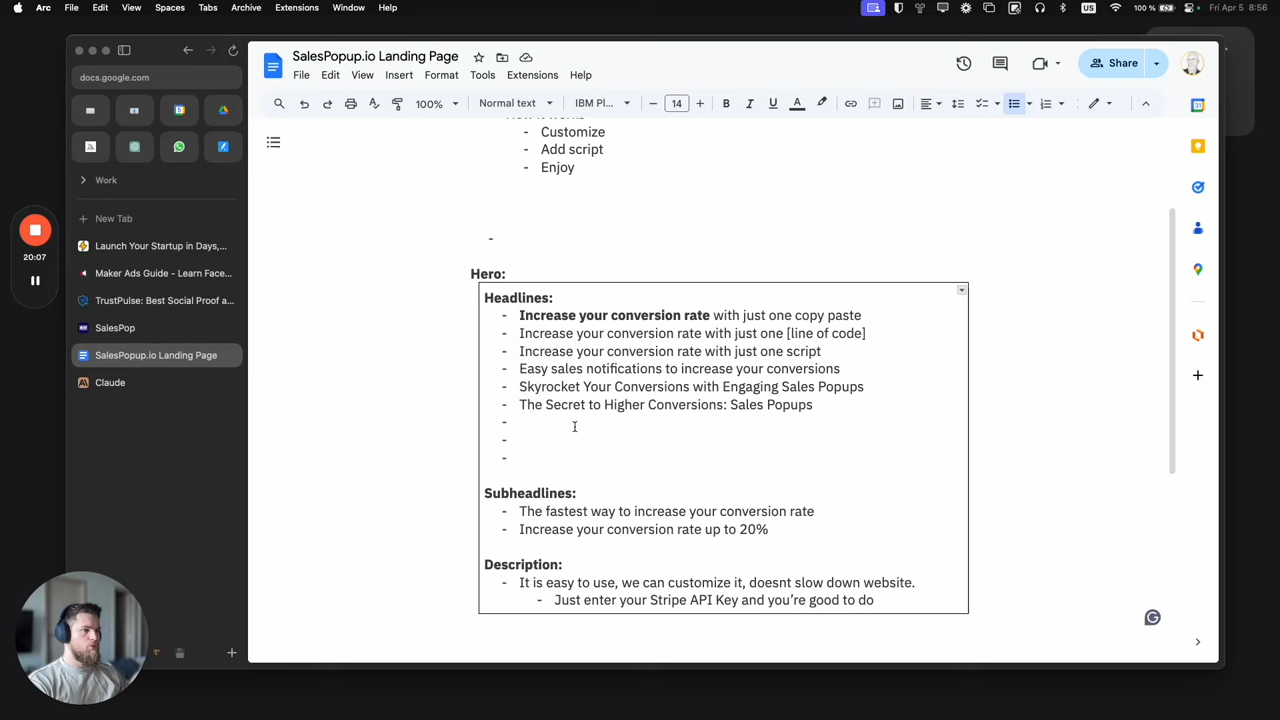 Arc File Edit View Spaces Tabs Archive Extensions Window Help
US 100 % Fri Apr 5 8:56
SalesPopup.io Landing Page
docs.google.com
File Edit View Insert Format Tools Extensions Help
Share
100% Normal text IBM Pl... 14
Work
New Tab
Launch Your Startup in Days,...
Maker Ads Guide - Learn Face...
TrustPulse: Best Social Proof a...
SalesPop
SalesPopup.io Landing Page
Claude
20:07
How it works
- Customize
- Add script
- Enjoy
-
Hero:
Headlines:
- Increase your conversion rate with just one copy paste
- Increase your conversion rate with just one [line of code]
- Increase your conversion rate with just one script
- Easy sales notifications to increase your conversions
- Skyrocket Your Conversions with Engaging Sales Popups
- The Secret to Higher Conversions: Sales Popups
-
-
-
Subheadlines:
- The fastest way to increase your conversion rate
- Increase your conversion rate up to 20%
Description:
- It is easy to use, we can customize it, doesnt slow down website.
- Just enter your Stripe API Key and you're good to do